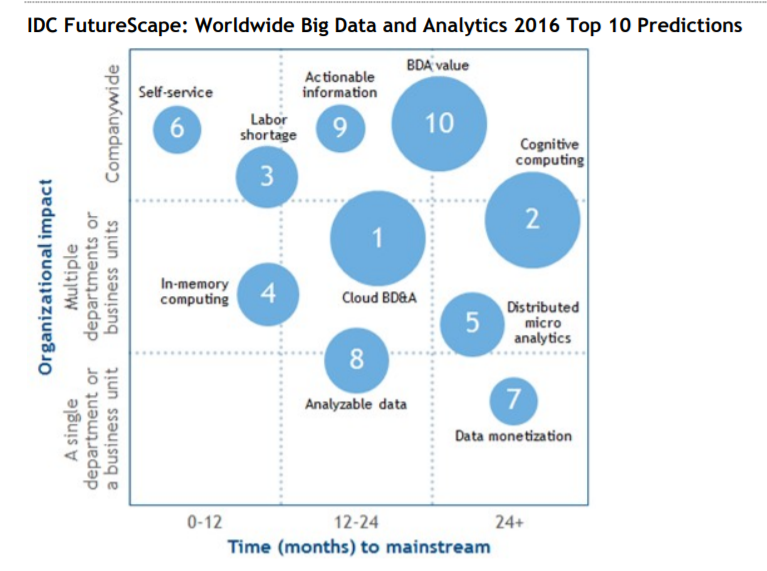 IDC FutureScape: Worldwide Big Data and Analytics 2016 Top 10 Predictions
Organizational impact
Companywide
Multiple
departments or
business units
A single
department or
a business unit
Self-service
6
Labor
shortage
3
Actionable
information
9
BDA value
10
Cognitive
computing
2
1
Cloud BD&A
In-memory
computing
4
5
Distributed
micro
analytics
8
Analyzable data
7
Data monetization
0-12
12-24
24+
Time (months) to mainstream